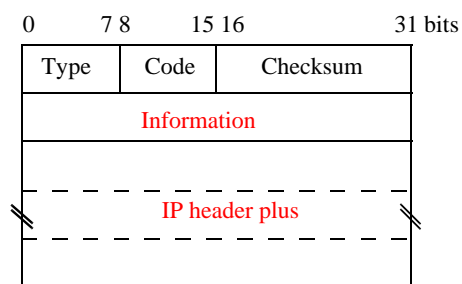 0 7 8 15 16 31 bits
Type Code Checksum
Information
IP header plus